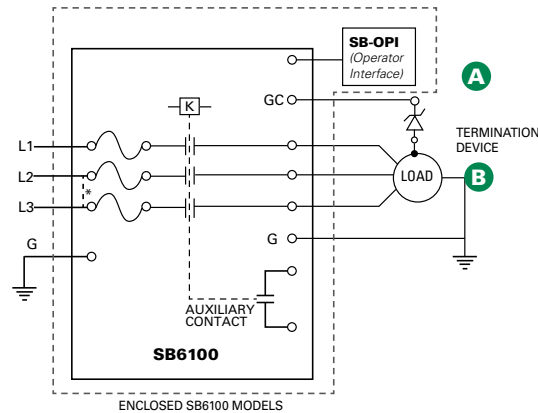 SB-OPI
(Operator
Interface)
A
GC
K
TERMINATION
DEVICE
L1
L2
*
L3
LOAD
B
G
G
AUXILIARY
CONTACT
SB6100
ENCLOSED SB6100 MODELS